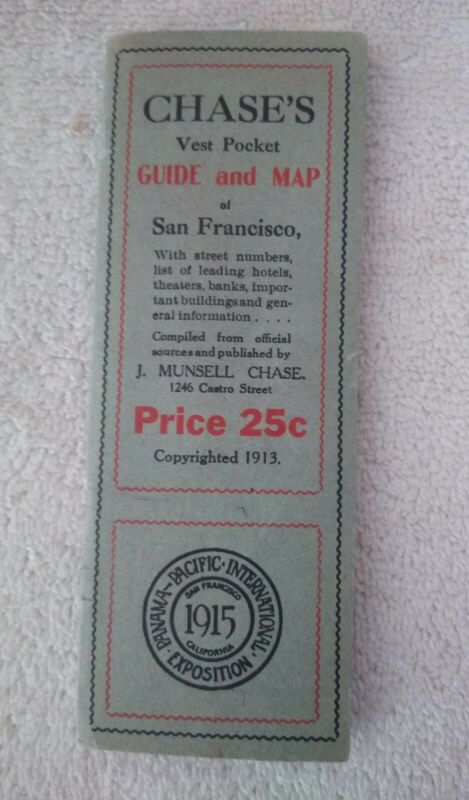 CHASE'S
Vest Pocket
GUIDE and MAP
of
San Francisco,
With street numbers,
list of leading hotels,
theaters, banks, impor-
tant buildings and gen-
eral information . . . .
Compiled from official
sources and published by
J. MUNSELL CHASE.
1246 Castro Street
Price 25c
Copyrighted 1913.
PANAMA-PACIFIC-INTERNATIONAL
· EXPOSITION ·
SAN FRANCISCO
1915
CALIFORNIA